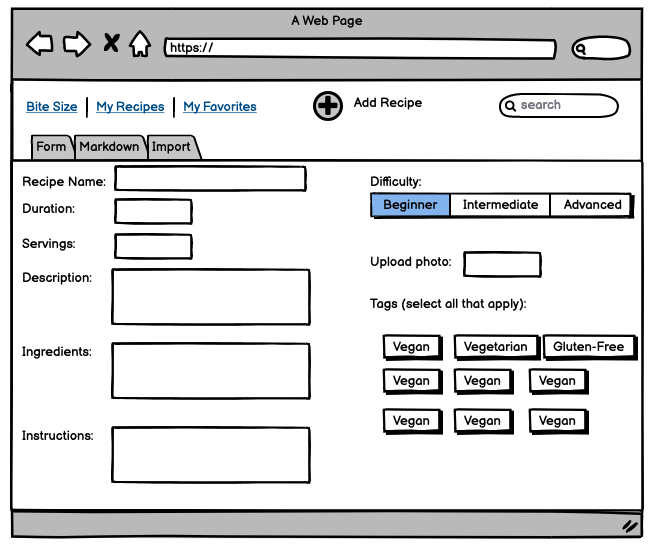 A Web Page
https://
Bite Size | My Recipes | My Favorites
Add Recipe
search
Form
Markdown
Import
Recipe Name:
Duration:
Servings:
Description:
Ingredients:
Instructions:
Difficulty:
Beginner
Intermediate
Advanced
Upload photo:
Tags (select all that apply):
Vegan
Vegetarian
Gluten-Free
Vegan
Vegan
Vegan
Vegan
Vegan
Vegan